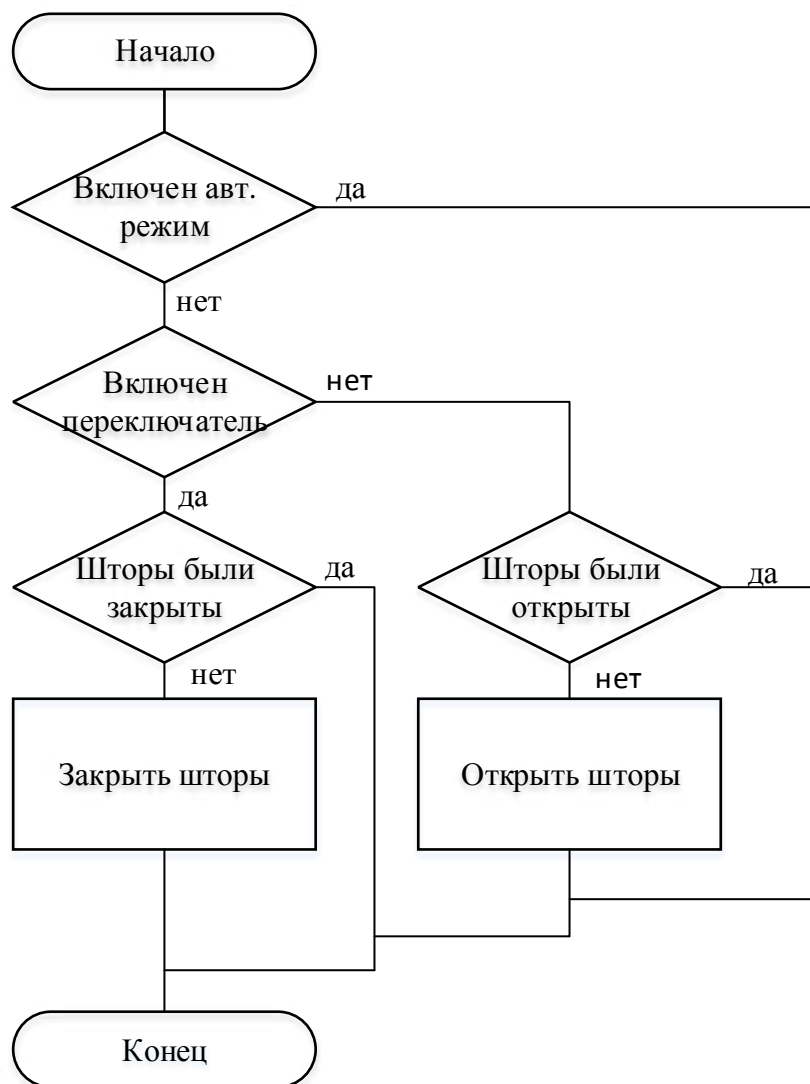 Начало
Включен авт.
режим
да
нет
Включен
переключатель
нет
да
Шторы были
закрыты
да
Шторы были
открыты
да
нет
нет
Закрыть шторы
Открыть шторы
Конец